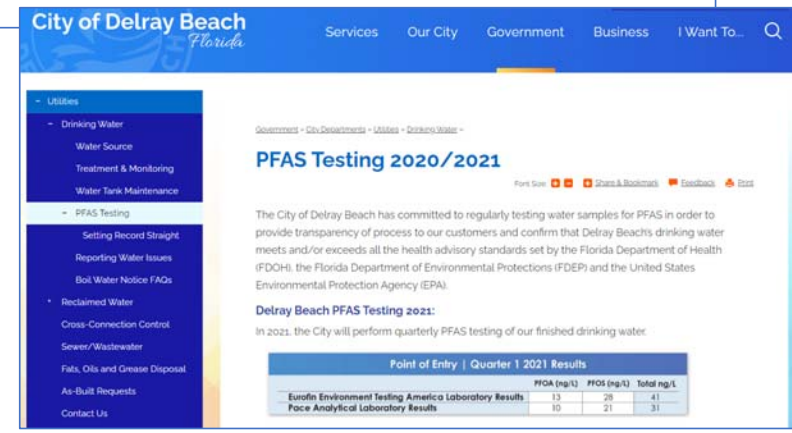 City of Delray Beach
Florida
Services Our City Government Business I Want To...
- Utilities
- Drinking Water
Water Source
Treatment & Monitoring
Water Tank Maintenance
- PFAS Testing
Setting Record Straight
Reporting Water Issues
Boil Water Notice FAQs
Reclaimed Water
Cross-Connection Control
Sewer/Wastewater
Fats, Oils and Grease Disposal
As-Built Requests
Contact Us
Government » City Departments » Utilities » Drinking Water »
PFAS Testing 2020/2021
Font Size: + - Share & Bookmark Feedback Print
The City of Delray Beach has committed to regularly testing water samples for PFAS in order to
provide transparency of process to our customers and confirm that Delray Beach's drinking water
meets and/or exceeds all the health advisory standards set by the Florida Department of Health
(FDOH), the Florida Department of Environmental Protections (FDEP) and the United States
Environmental Protection Agency (EPA).
Delray Beach PFAS Testing 2021:
In 2021, the City will perform quarterly PFAS testing of our finished drinking water.
Point of Entry | Quarter 1 2021 Results
PFOA (ng/L) PFOS (ng/L) Total ng/L
Eurofin Environment Testing America Laboratory Results 13 28 41
Pace Analytical Laboratory Results 10 21 31